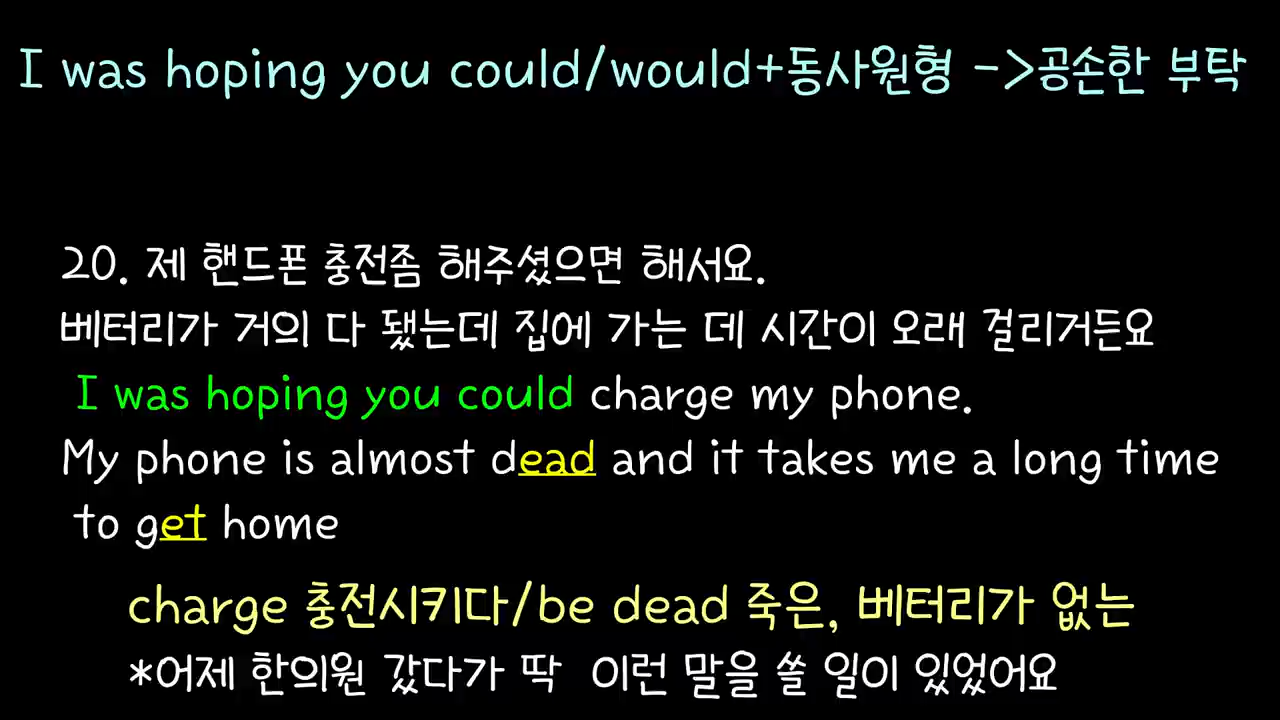 I was hoping you could/would+동사원형 ->공손한 부탁
20. 제 핸드폰 충전좀 해주셨으면 해서요.
베터리가 거의 다 됐는데 집에 가는 데 시간이 오래 걸리거든요
I was hoping you could charge my phone.
My phone is almost dead and it takes me a long time
to get home
charge 충전시키다/be dead 죽은, 베터리가 없는
*어제 한의원 갔다가 딱 이런 말을 쓸 일이 있었어요